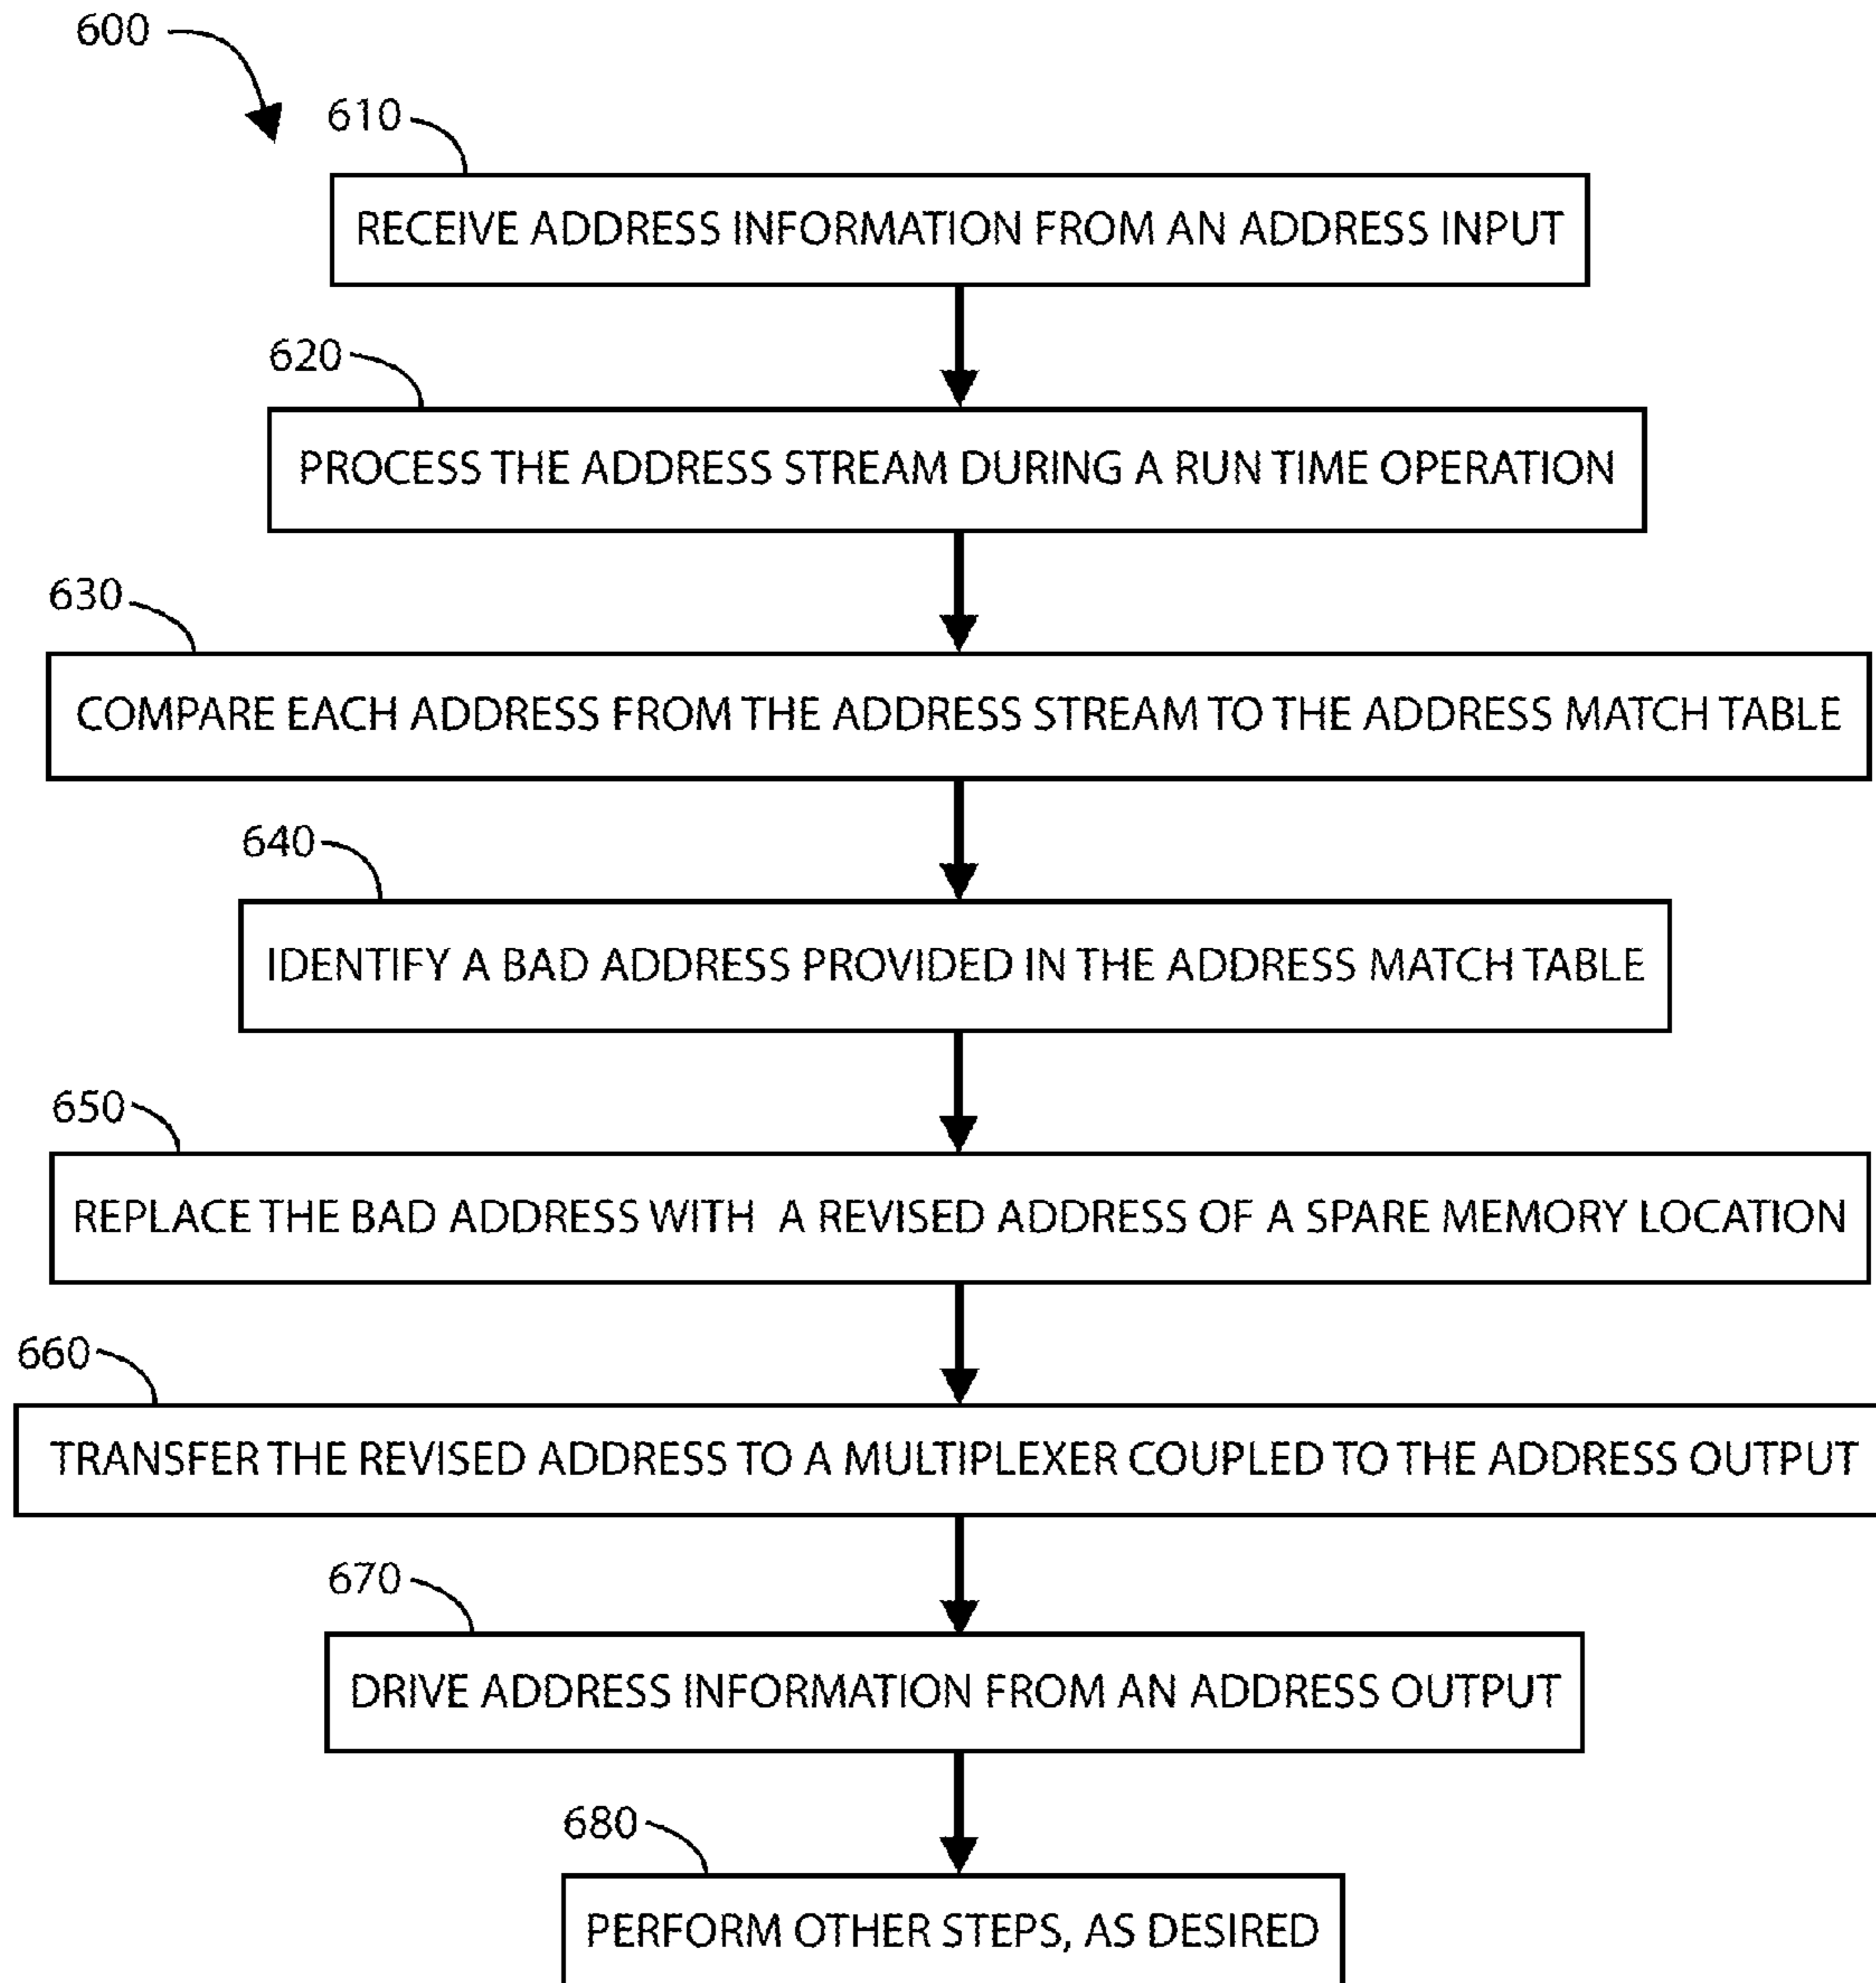 600
610
RECEIVE ADDRESS INFORMATION FROM AN ADDRESS INPUT
620
PROCESS THE ADDRESS STREAM DURING A RUN TIME OPERATION
630
COMPARE EACH ADDRESS FROM THE ADDRESS STREAM TO THE ADDRESS MATCH TABLE
640
IDENTIFY A BAD ADDRESS PROVIDED IN THE ADDRESS MATCH TABLE
650
REPLACE THE BAD ADDRESS WITH A REVISED ADDRESS OF A SPARE MEMORY LOCATION
660
TRANSFER THE REVISED ADDRESS TO A MULTIPLEXER COUPLED TO THE ADDRESS OUTPUT
670
DRIVE ADDRESS INFORMATION FROM AN ADDRESS OUTPUT
680
PERFORM OTHER STEPS, AS DESIRED